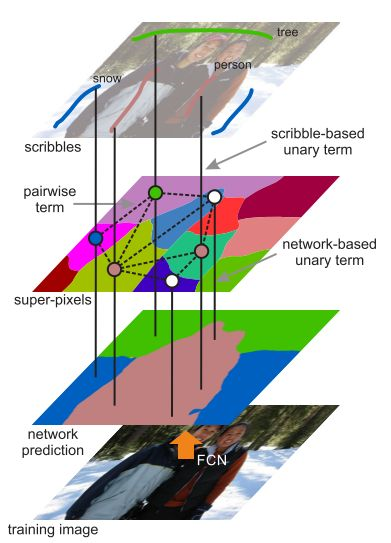 tree
snow
person
scribbles
scribble-based
unary term
pairwise
term
network-based
unary term
super-pixels
network
prediction
FCN
training image